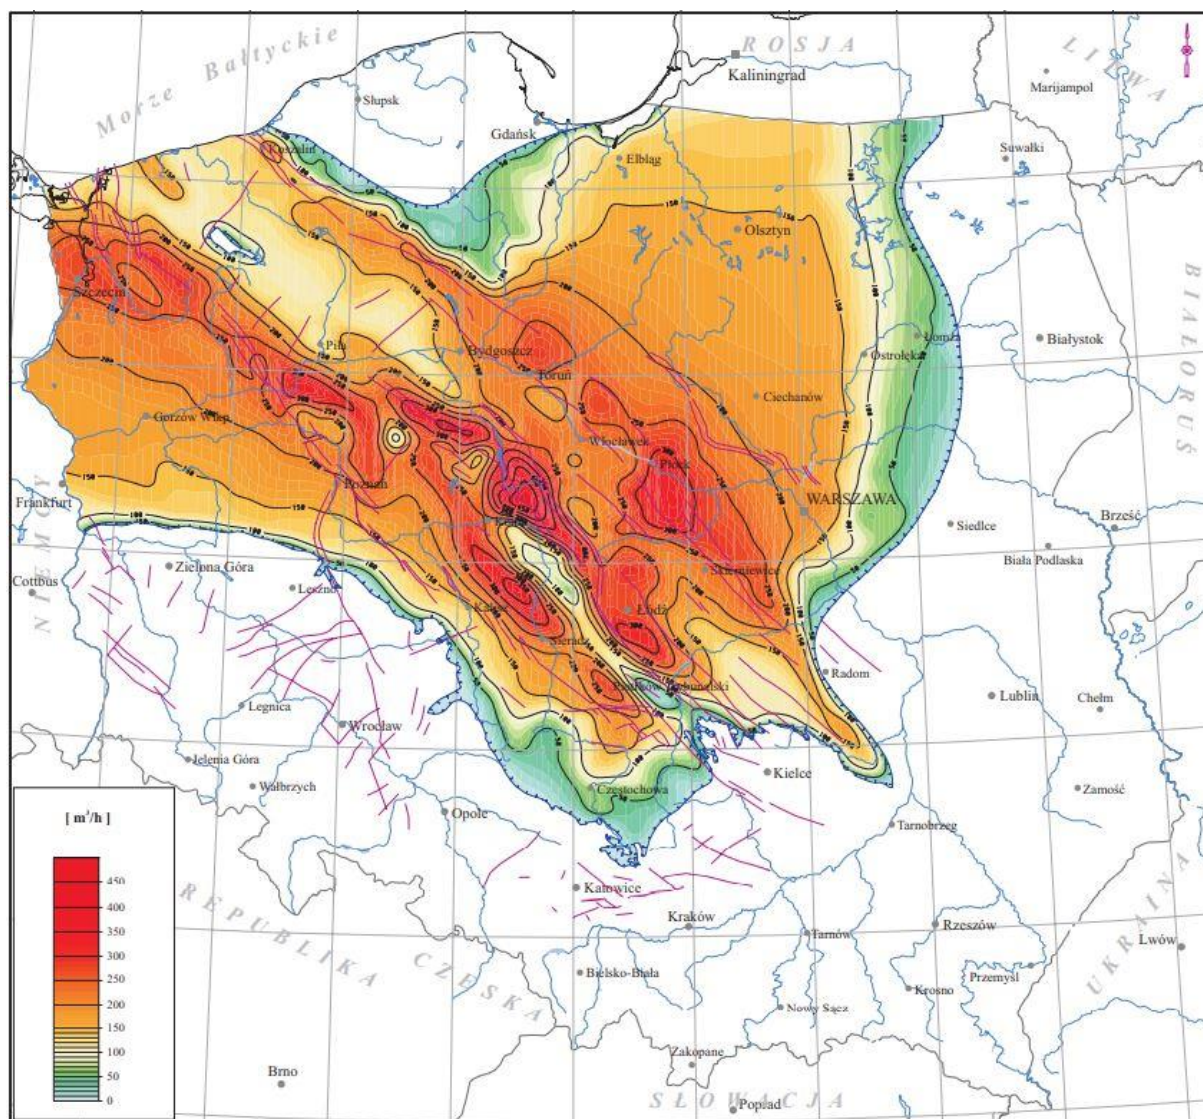 Morze Bałtyckie
ROSJA
LITWA
Kaliningrad
Marijampol
Słupsk
Gdańsk
Koszalin
Elbląg
Suwałki
Olsztyn
BIAŁORUŚ
Szczecin
Piła
Bydgoszcz
Toruń
Ostrołęka
Łomża
Białystok
Ciechanów
Gorzów Wlkp.
Włocławek
Płock
Poznań
Frankfurt
WARSZAWA
Siedlce
Brześć
Biała Podlaska
NIEMCY
Cottbus
Zielona Góra
Leszno
Skierniewice
Kalisz
Łódź
Sieradz
Piotrków Trybunalski
Radom
Lublin
Chełm
Legnica
Wrocław
Jelenia Góra
Wałbrzych
Kielce
Częstochowa
Zamość
Opole
Tarnobrzeg
Katowice
Kraków
Tarnów
Rzeszów
Lwów
Bielsko-Biała
Przemyśl
Krosno
Nowy Sącz
UKRAINA
REPUBLIKA CZESKA
Zakopane
Brno
SŁOWACJA
Poprad
[ m³/h ]
450
400
350
300
250
200
150
100
50
0